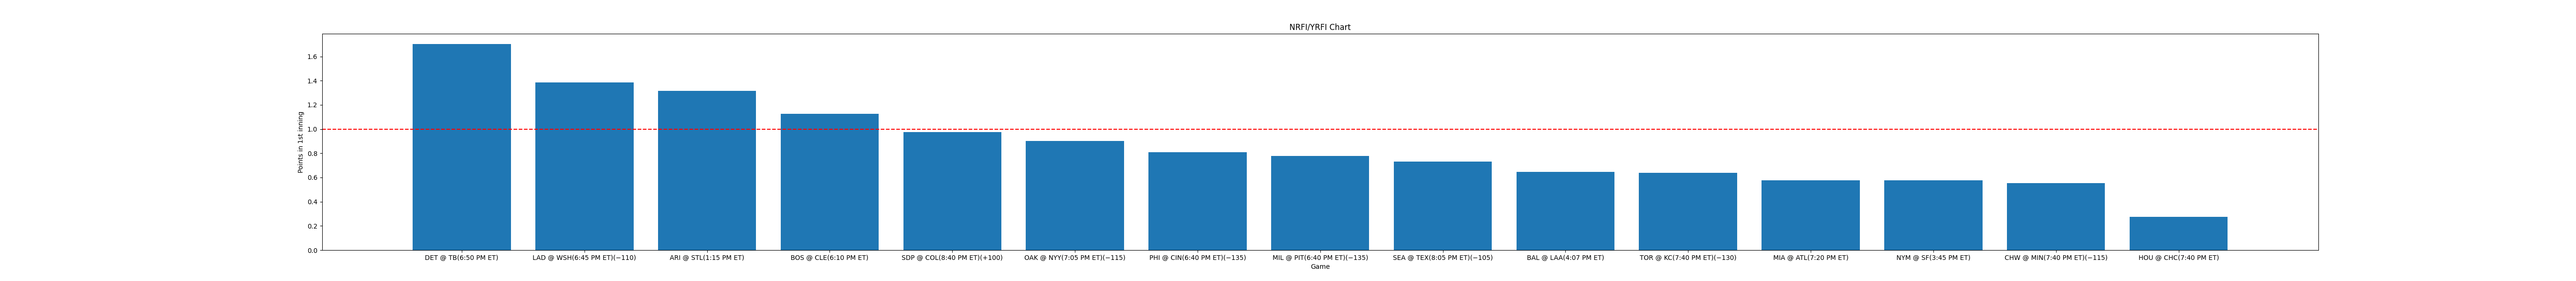 NRFI/YRFI Chart
Points in 1st inning
1.6
1.4
1.2
1.0
0.8
0.6
0.4
0.2
0.0
DET @ TB(6:50 PM ET)
LAD @ WSH(6:45 PM ET)(−110)
ARI @ STL(1:15 PM ET)
BOS @ CLE(6:10 PM ET)
SDP @ COL(8:40 PM ET)(+100)
OAK @ NYY(7:05 PM ET)(−115)
PHI @ CIN(6:40 PM ET)(−135)
MIL @ PIT(6:40 PM ET)(−135)
SEA @ TEX(8:05 PM ET)(−105)
BAL @ LAA(4:07 PM ET)
TOR @ KC(7:40 PM ET)(−130)
MIA @ ATL(7:20 PM ET)
NYM @ SF(3:45 PM ET)
CHW @ MIN(7:40 PM ET)(−115)
HOU @ CHC(7:40 PM ET)
Game